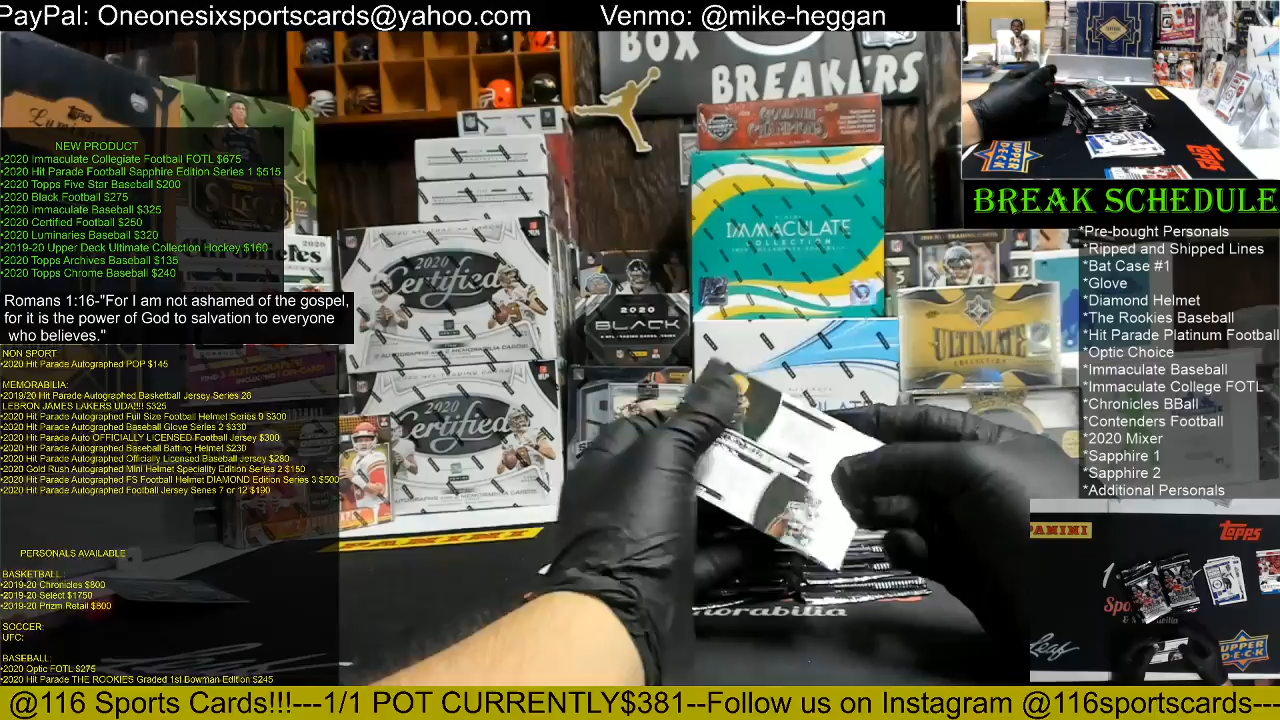 PayPal: Oneonesixsportscards@yahoo.com Venmo: @mike-heggan
BOX
BREAKERS
NEW PRODUCT
•2020 Immaculate Collegiate Football FOTL $675
•2020 Hit Parade Football Sapphire Edition Series 1 $515
•2020 Topps Five Star Baseball $200
•2020 Black Football $275
•2020 Immaculate Baseball $325
•2020 Certified Football $250
•2020 Luminaries Baseball $320
•2019-20 Upper Deck Ultimate Collection Hockey $160
•2020 Topps Archives Baseball $135
•2020 Topps Chrome Baseball $240
Romans 1:16-"For I am not ashamed of the gospel,
for it is the power of God to salvation to everyone
who believes."
NON SPORT
•2020 Hit Parade Autographed POP $145
MEMORABILIA:
•2019/20 Hit Parade Autographed Basketball Jersey Series 26
LEBRON JAMES LAKERS UDA!!! $325
•2020 Hit Parade Autographed Full Size Football Helmet Series 9 $300
•2020 Hit Parade Autographed Baseball Glove Series 2 $330
•2020 Hit Parade Auto OFFICIALLY LICENSED Football Jersey $300
•2020 Hit Parade Autographed Baseball Batting Helmet $230
•2020 Hit Parade Autographed Officially Licensed Baseball Jersey $280
•2020 Gold Rush Autographed Mini Helmet Speciality Edition Series 2 $150
•2020 Hit Parade Autographed FS Football Helmet DIAMOND Edition Series 3 $500
•2020 Hit Parade Autographed Football Jersey Series 7 or 12 $190
PERSONALS AVAILABLE
BASKETBALL:
•2019-20 Chronicles $800
•2019-20 Select $1750
•2019-20 Prizm Retail $800
SOCCER:
UFC:
BASEBALL:
•2020 Optic FOTL $275
•2020 Hit Parade THE ROOKIES Graded 1st Bowman Edition $245
2020
Certified
2020
Certified
PANINI
2020
BLACK
IMMACULATE
COLLECTION
5
12
ULTIMATE
COLLECTION
morabilia
UPPER
DECK
Topps
BREAK SCHEDULE
*Pre-bought Personals
*Ripped and Shipped Lines
*Bat Case #1
*Glove
*Diamond Helmet
*The Rookies Baseball
*Hit Parade Platinum Football
*Optic Choice
*Immaculate Baseball
*Immaculate College FOTL
*Chronicles BBall
*Contenders Football
*2020 Mixer
*Sapphire 1
*Sapphire 2
*Additional Personals
PANINI
Topps
Leaf
UPPER
DECK
@116 Sports Cards!!!---1/1 POT CURRENTLY$381--Follow us on Instagram @116sportscards---